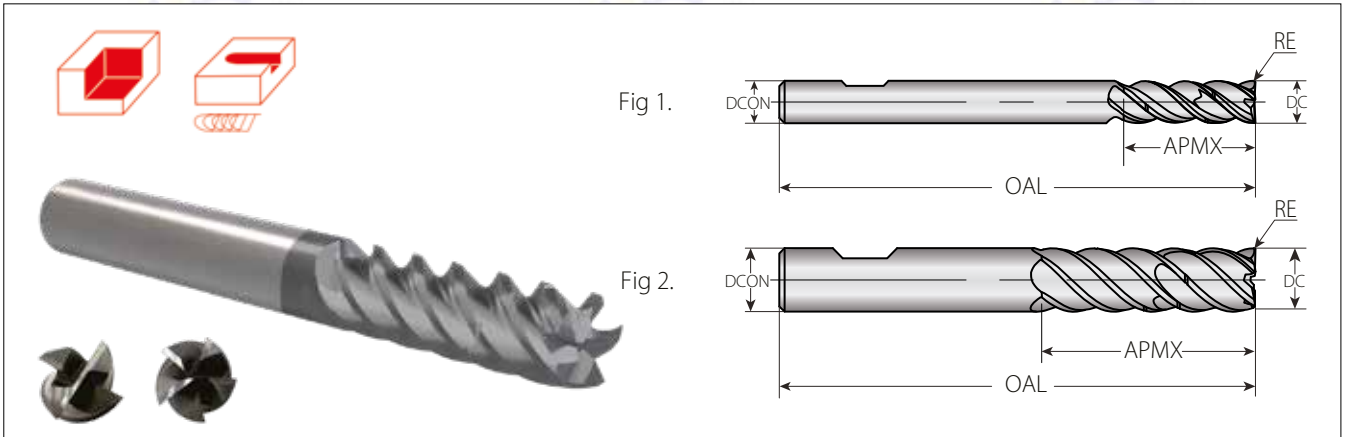 Fig 1.
RE
DCON
DC
APMX
OAL
Fig 2.
RE
DCON
DC
APMX
OAL